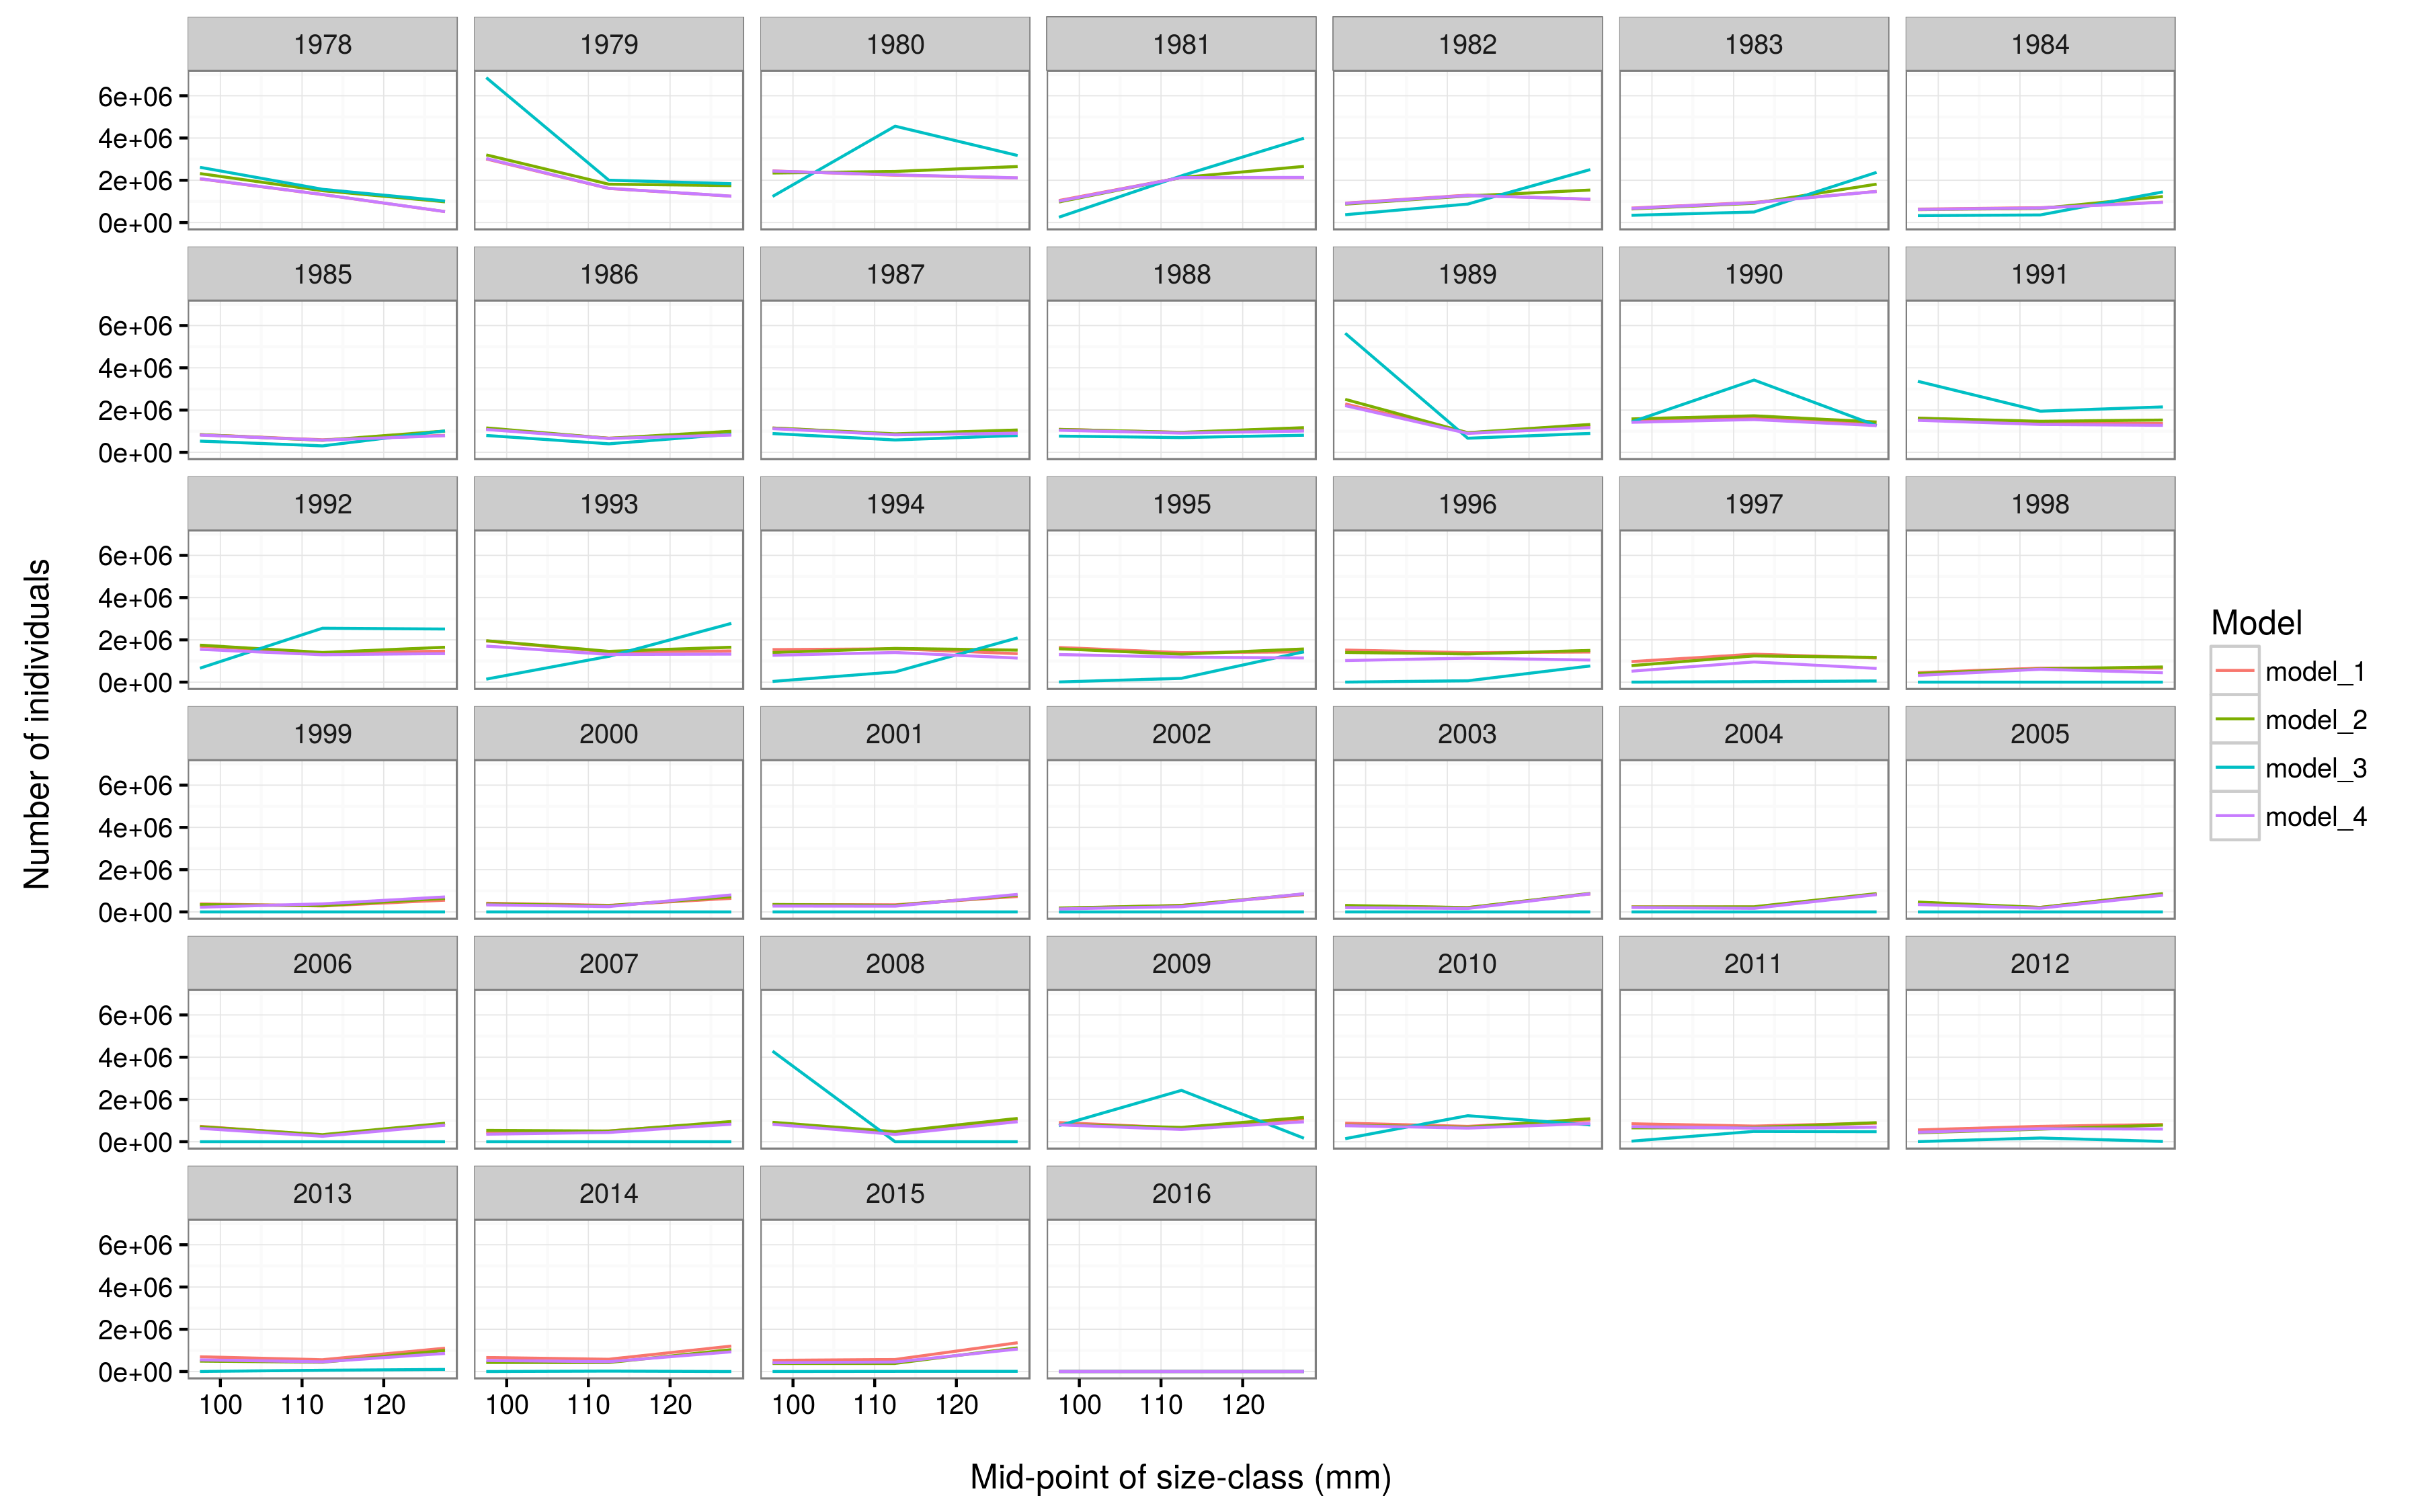 1978 1979 1980 1981 1982 1983 1984
6e+06
4e+06
2e+06
0e+00
1985 1986 1987 1988 1989 1990 1991
6e+06
4e+06
2e+06
0e+00
1992 1993 1994 1995 1996 1997 1998
6e+06
4e+06
2e+06
0e+00
1999 2000 2001 2002 2003 2004 2005
6e+06
4e+06
2e+06
0e+00
2006 2007 2008 2009 2010 2011 2012
6e+06
4e+06
2e+06
0e+00
2013 2014 2015 2016
6e+06
4e+06
2e+06
0e+00
100 110 120 100 110 120 100 110 120 100 110 120
Mid-point of size-class (mm)
Number of inidividuals
Model
model_1
model_2
model_3
model_4